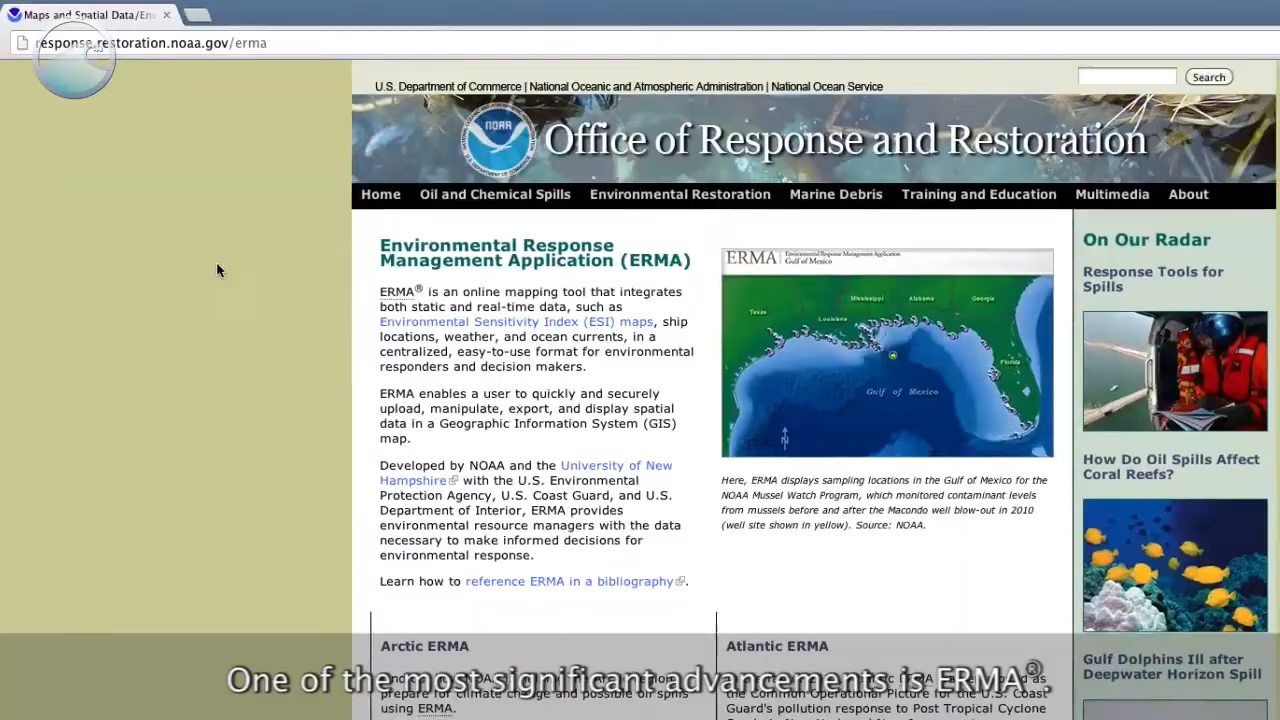 Maps and Spatial Data/En
response.restoration.noaa.gov/erma
Search
U.S. Department of Commerce | National Oceanic and Atmospheric Administration | National Ocean Service
NOAA
Office of Response and Restoration
Home Oil and Chemical Spills Environmental Restoration Marine Debris Training and Education Multimedia About
Environmental Response
Management Application (ERMA)
ERMA® is an online mapping tool that integrates
both static and real-time data, such as
Environmental Sensitivity Index (ESI) maps, ship
locations, weather, and ocean currents, in a
centralized, easy-to-use format for environmental
responders and decision makers.
ERMA enables a user to quickly and securely
upload, manipulate, export, and display spatial
data in a Geographic Information System (GIS)
map.
Developed by NOAA and the University of New
Hampshire with the U.S. Environmental
Protection Agency, U.S. Coast Guard, and U.S.
Department of Interior, ERMA provides
environmental resource managers with the data
necessary to make informed decisions for
environmental response.
Learn how to reference ERMA in a bibliography.
ERMA Environmental Response Management Application
Gulf of Mexico
Texas
Louisiana
Mississippi
Alabama
Georgia
Florida
Gulf of Mexico
N
Here, ERMA displays sampling locations in the Gulf of Mexico for the
NOAA Mussel Watch Program, which monitored contaminant levels
from mussels before and after the Macondo well blow-out in 2010
(well site shown in yellow). Source: NOAA.
On Our Radar
Response Tools for
Spills
How Do Oil Spills Affect
Coral Reefs?
Gulf Dolphins Ill after
Deepwater Horizon Spill
Arctic ERMA
prepare for climate change and possible oil spills
using ERMA.
Atlantic ERMA
the Common Operational Picture for the U.S. Coast
Guard's pollution response to Post Tropical Cyclone
One of the most significant advancements is ERMA®.